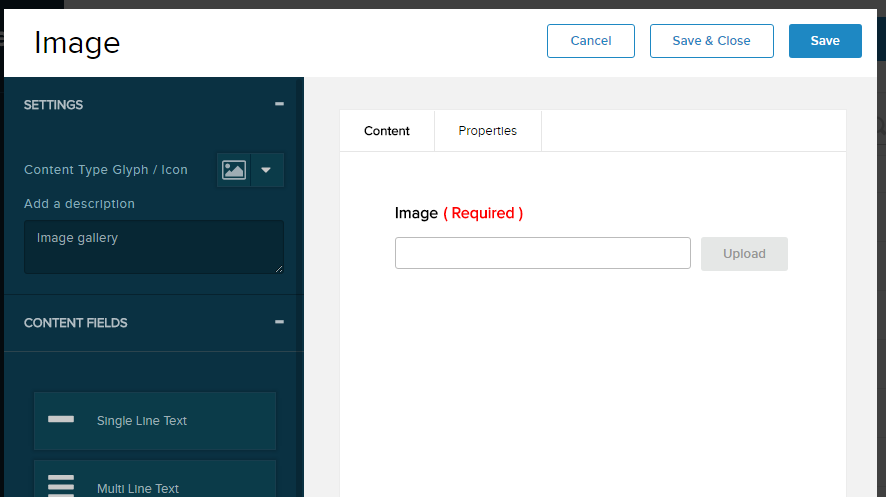 Image
Cancel
Save & Close
Save
SETTINGS
Content Type Glyph / Icon
Add a description
Image gallery
CONTENT FIELDS
Single Line Text
Multi Line Text
Content
Properties
Image ( Required )
Upload